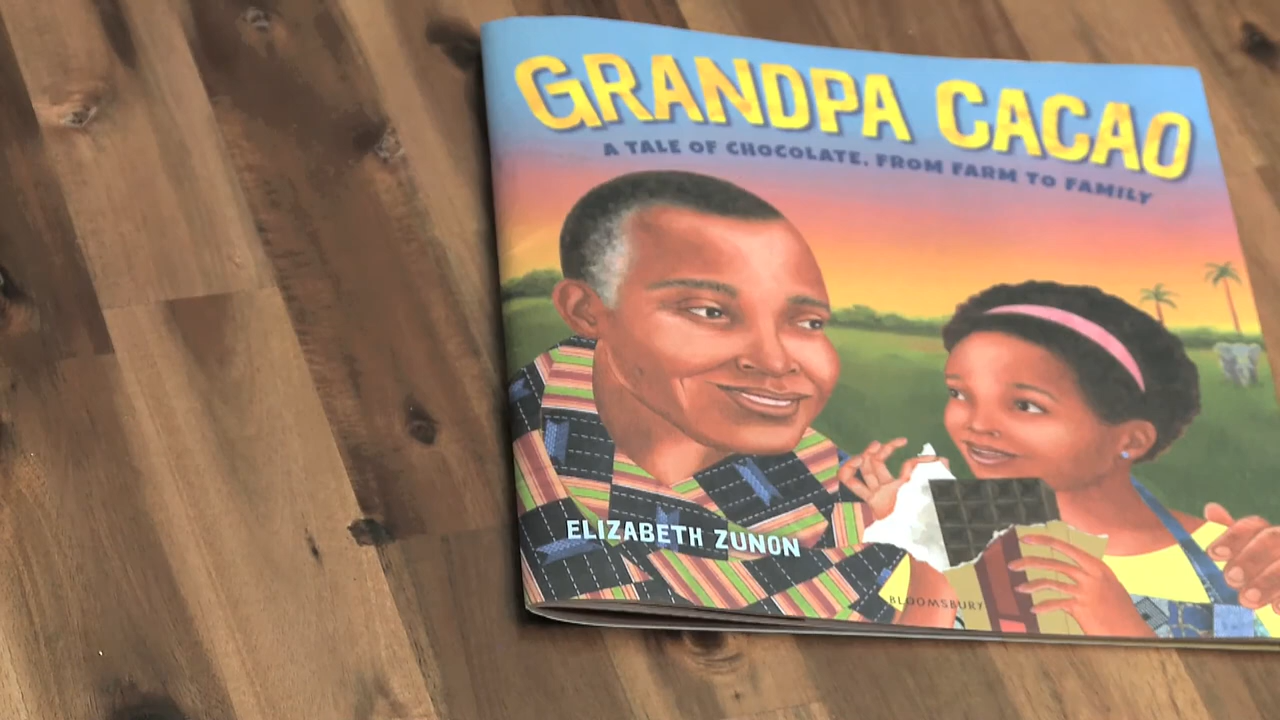 GRANDPA CACAO
A TALE OF CHOCOLATE, FROM FARM TO FAMILY
ELIZABETH ZUNON
BLOOMSBURY